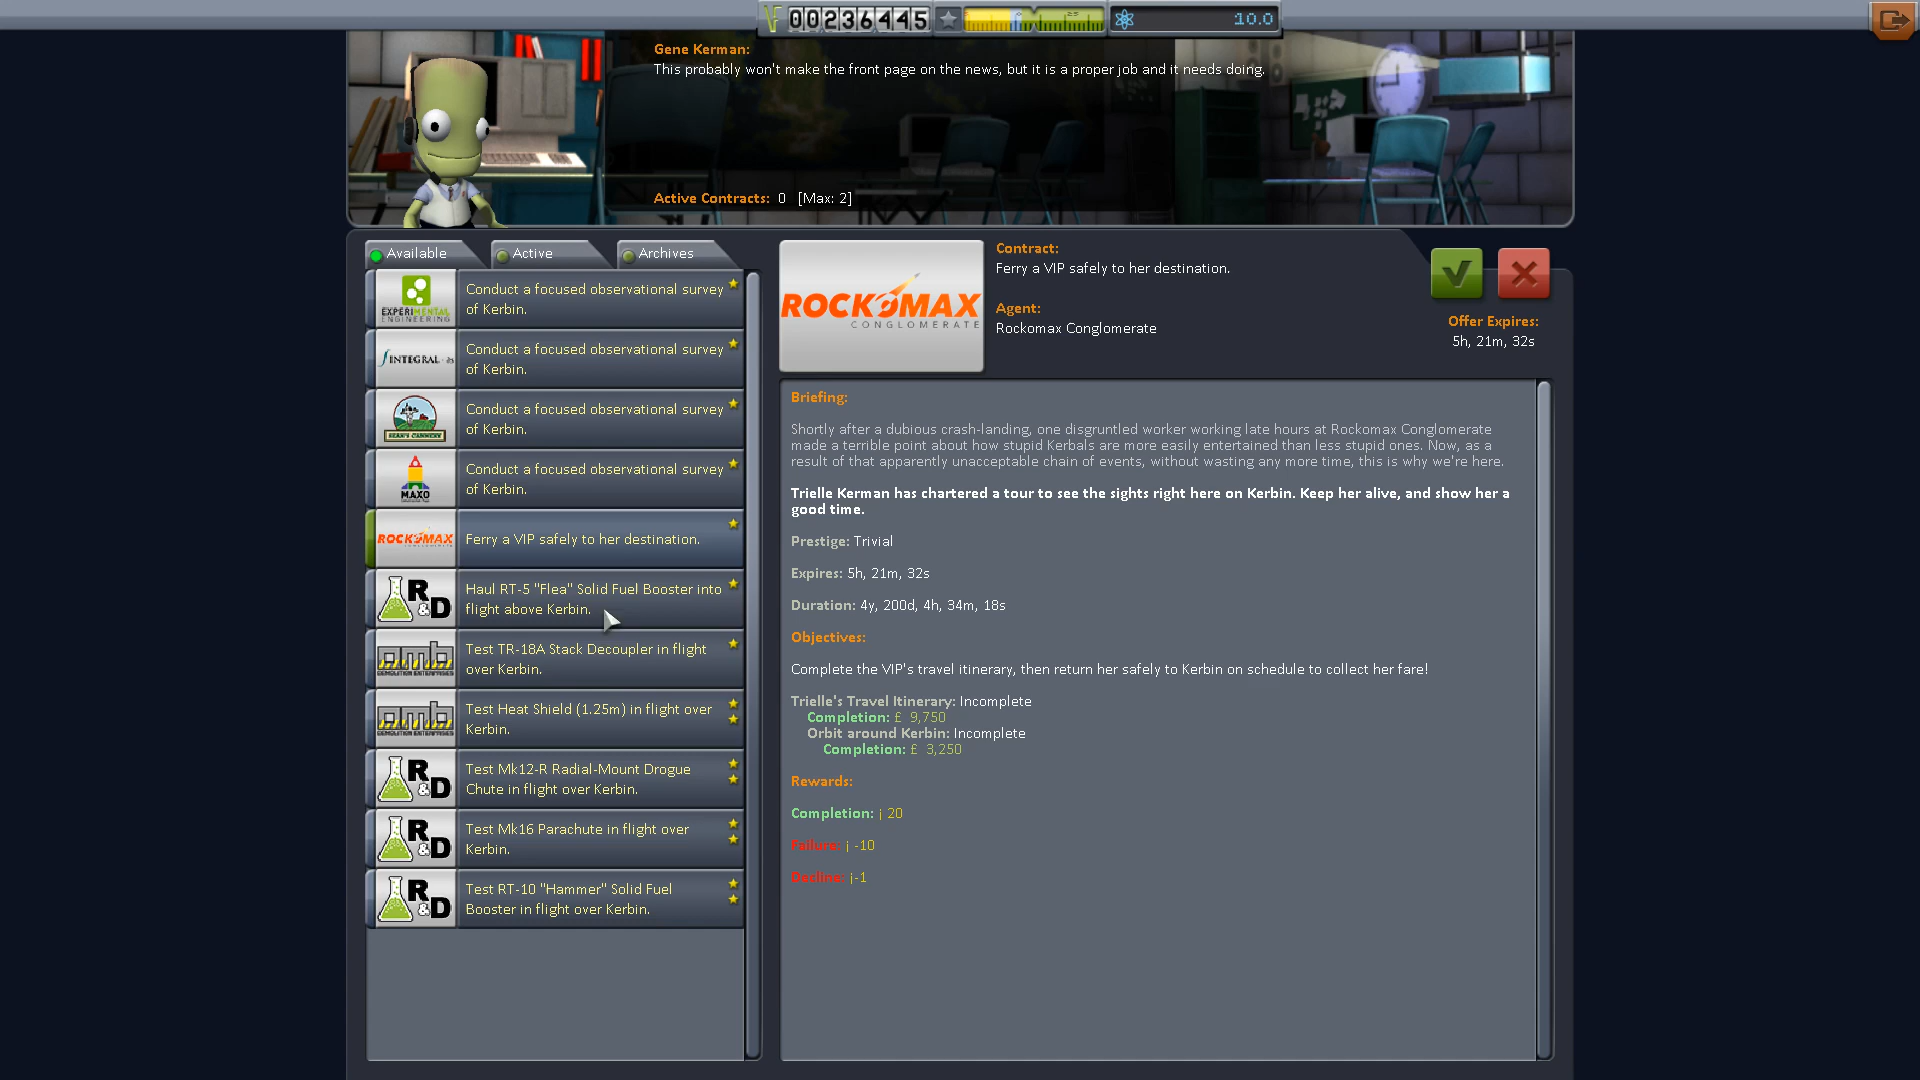 00236445
10.0
Gene Kerman:
This probably won't make the front page on the news, but it is a proper job and it needs doing.
Active Contracts: 0 [Max: 2]
Available
Active
Archives
EXPERIMENTAL
ENGINEERING
Conduct a focused observational survey
of Kerbin.
INTEGRAL
Conduct a focused observational survey
of Kerbin.
Conduct a focused observational survey
of Kerbin.
MAXO
Conduct a focused observational survey
of Kerbin.
ROCKOMAX
Ferry a VIP safely to her destination.
R&D
Haul RT-5 "Flea" Solid Fuel Booster into
flight above Kerbin.
Test TR-18A Stack Decoupler in flight
over Kerbin.
Test Heat Shield (1.25m) in flight over
Kerbin.
R&D
Test Mk12-R Radial-Mount Drogue
Chute in flight over Kerbin.
R&D
Test Mk16 Parachute in flight over
Kerbin.
R&D
Test RT-10 "Hammer" Solid Fuel
Booster in flight over Kerbin.
ROCKOMAX
CONGLOMERATE
Contract:
Ferry a VIP safely to her destination.
Agent:
Rockomax Conglomerate
Offer Expires:
5h, 21m, 32s
Briefing:
Shortly after a dubious crash-landing, one disgruntled worker working late hours at Rockomax Conglomerate
made a terrible point about how stupid Kerbals are more easily entertained than less stupid ones. Now, as a
result of that apparently unacceptable chain of events, without wasting any more time, this is why we're here.
Trielle Kerman has chartered a tour to see the sights right here on Kerbin. Keep her alive, and show her a
good time.
Prestige: Trivial
Expires: 5h, 21m, 32s
Duration: 4y, 200d, 4h, 34m, 18s
Objectives:
Complete the VIP's travel itinerary, then return her safely to Kerbin on schedule to collect her fare!
Trielle's Travel Itinerary: Incomplete
Completion: £ 9,750
Orbit around Kerbin: Incomplete
Completion: £ 3,250
Rewards:
Completion: ¡ 20
Failure: ¡ -10
Decline: ¡-1